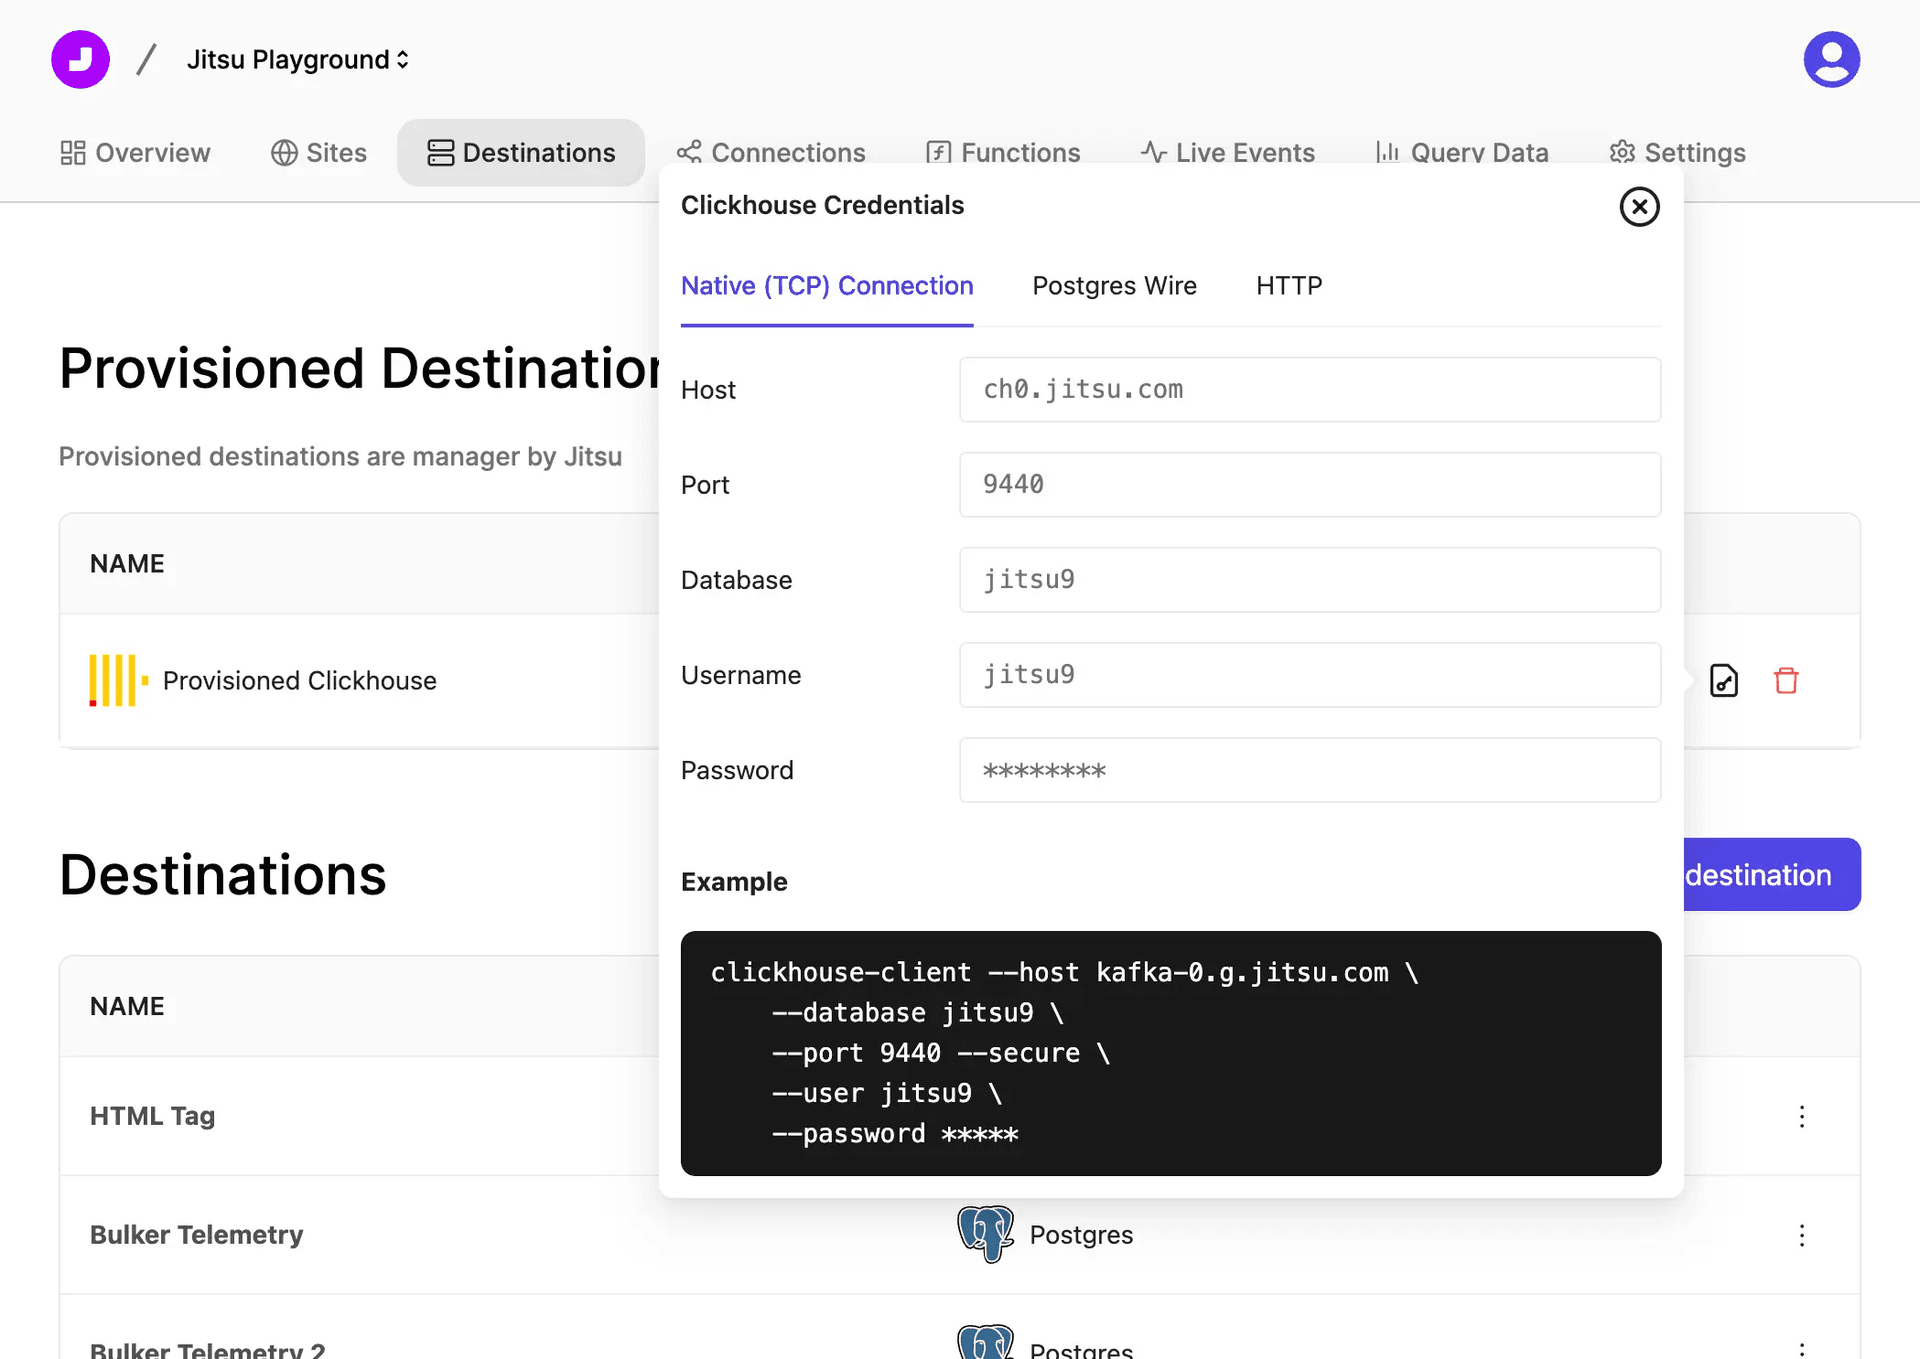 Jitsu Playground
Overview
Sites
Destinations
Connections
Functions
Live Events
Query Data
Settings
Clickhouse Credentials
Native (TCP) Connection
Postgres Wire
HTTP
Host
ch0.jitsu.com
Port
9440
Database
jitsu9
Username
jitsu9
Password
********
Example
clickhouse-client --host kafka-0.g.jitsu.com \
--database jitsu9 \
--port 9440 --secure \
--user jitsu9 \
--password *****
Provisioned Destination
Provisioned destinations are manager by Jitsu
NAME
Provisioned Clickhouse
Destinations
destination
NAME
HTML Tag
Bulker Telemetry
Postgres
Bulker Telemetry 2
Postgres